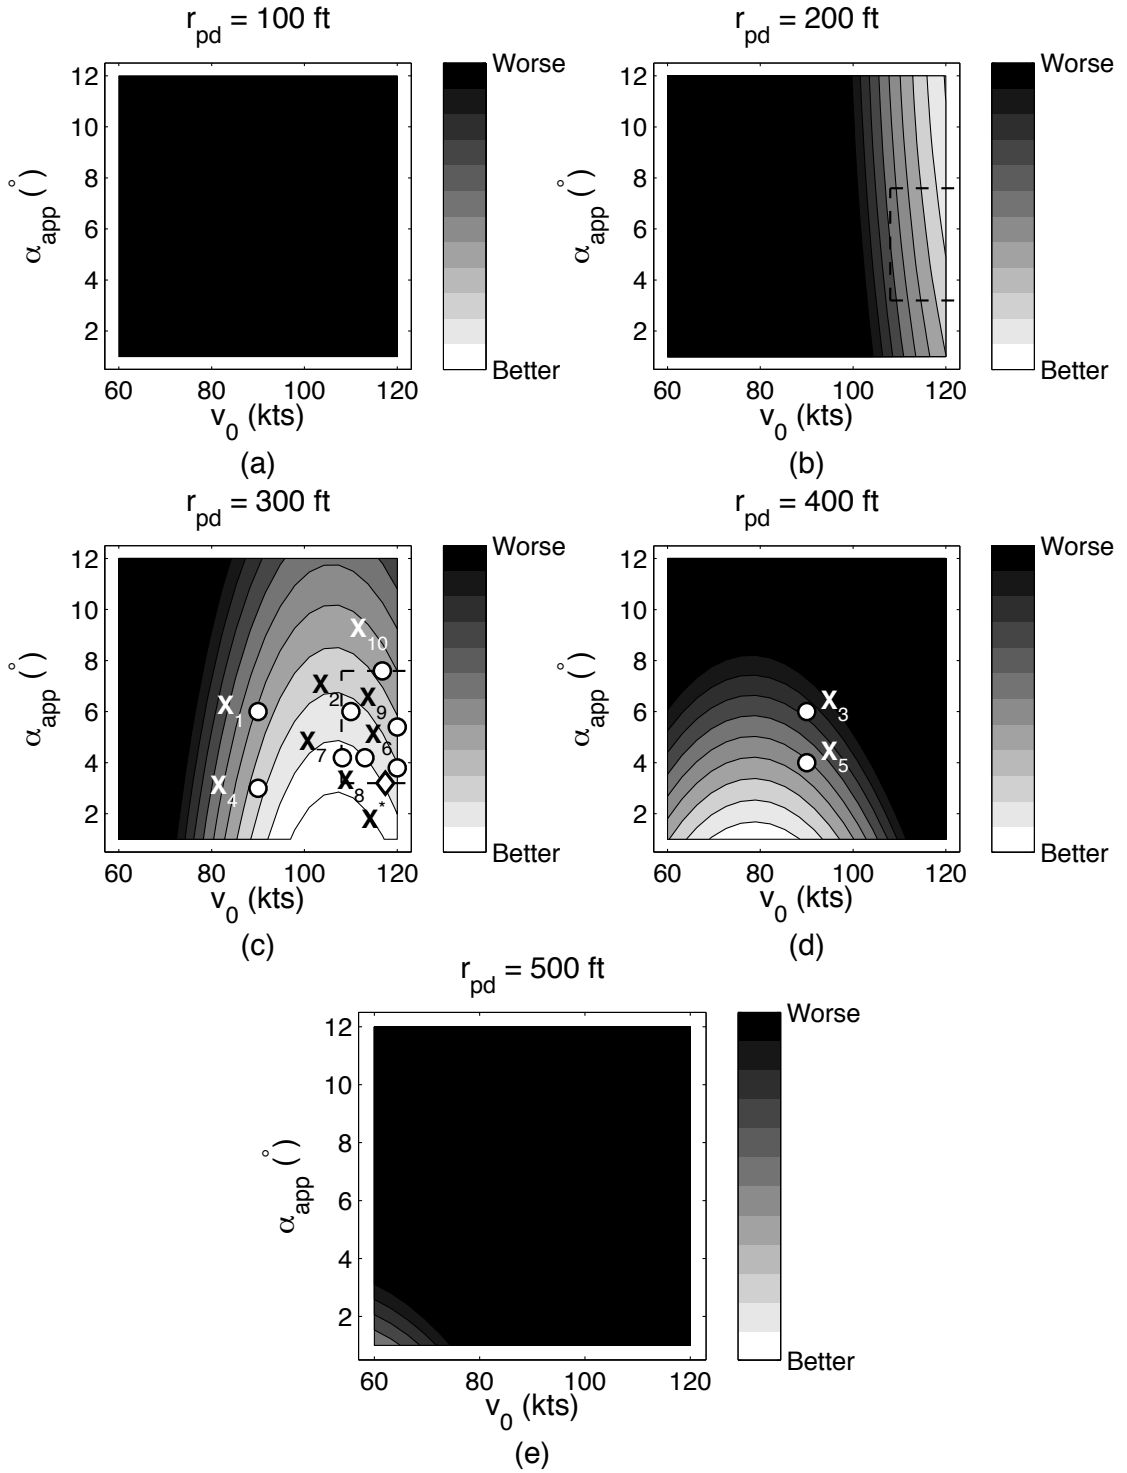 r_pd = 100 ft
Worse
12
10
8
6
4
2
α_app (°)
Better
60 80 100 120
v_0 (kts)
(a)
r_pd = 200 ft
Worse
12
10
8
6
4
2
α_app (°)
Better
60 80 100 120
v_0 (kts)
(b)
r_pd = 300 ft
Worse
12
10
8
6
4
2
α_app (°)
X_10
X_2
X_9
X_1
X_6
X_7
X_4
X_8
X*
Better
60 80 100 120
v_0 (kts)
(c)
r_pd = 400 ft
Worse
12
10
8
6
4
2
α_app (°)
X_3
X_5
Better
60 80 100 120
v_0 (kts)
(d)
r_pd = 500 ft
Worse
12
10
8
6
4
2
α_app (°)
Better
60 80 100 120
v_0 (kts)
(e)